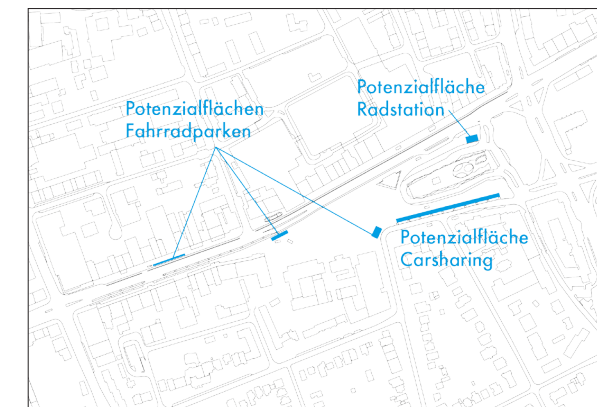 Potenzialfläche
Radstation
Potenzialflächen
Fahrradparken
Potenzialfläche
Carsharing